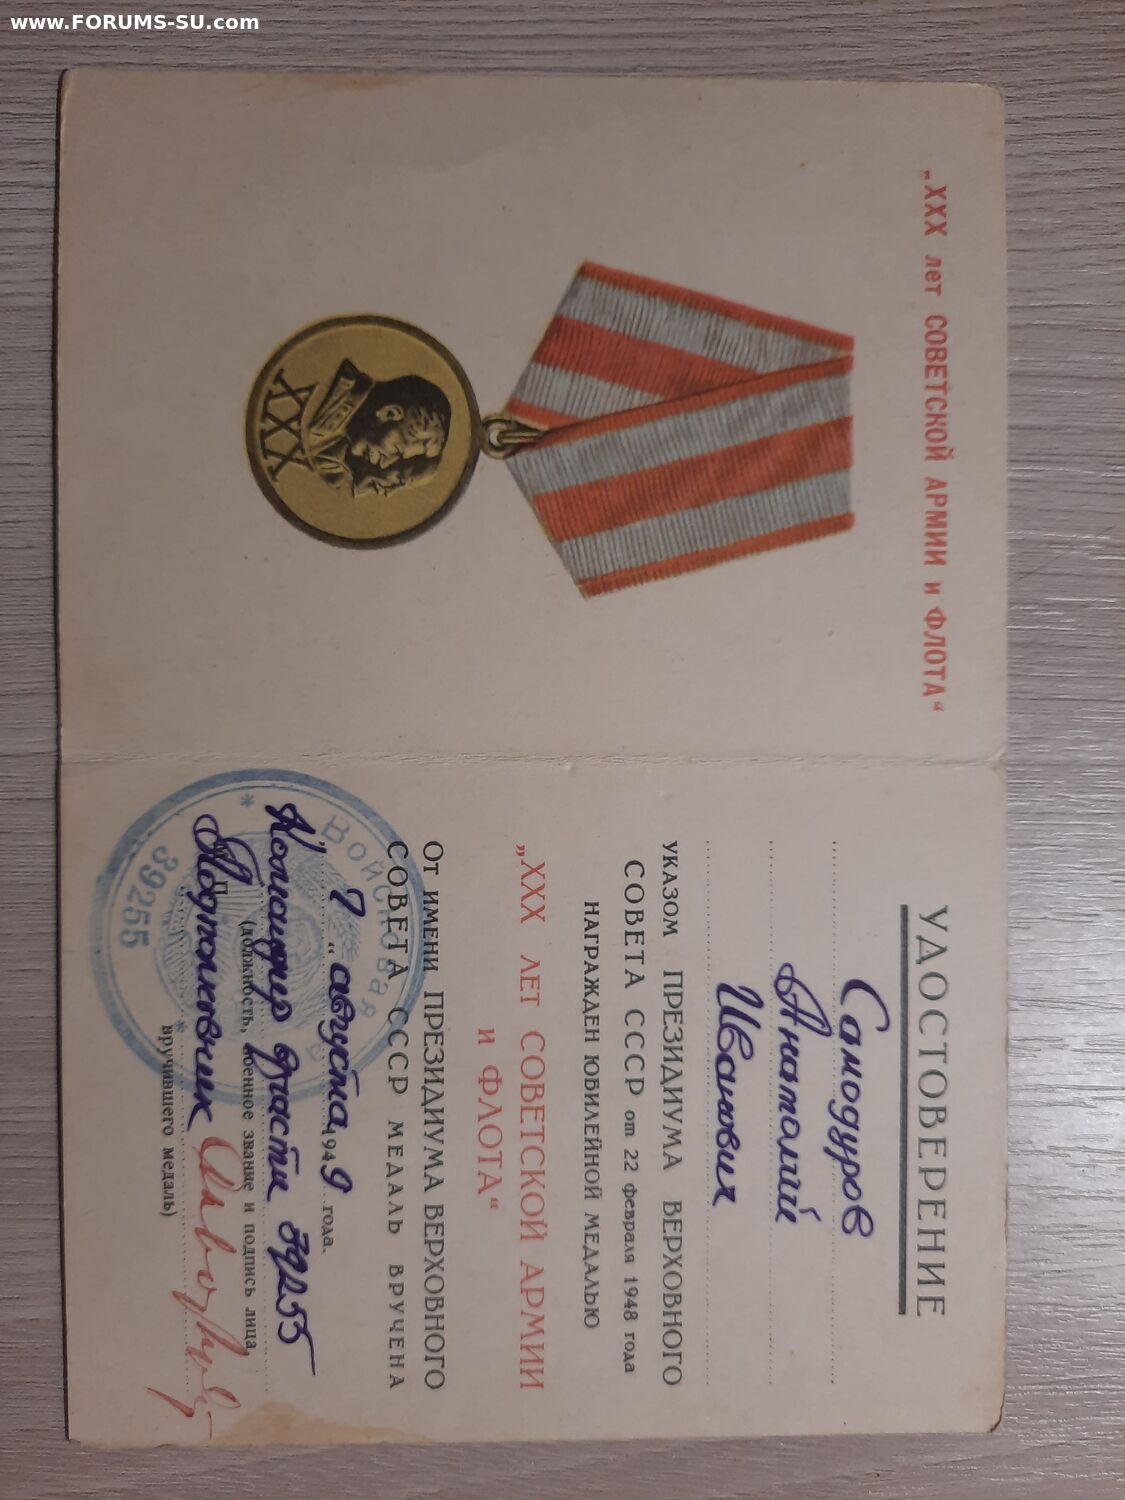 www.FORUMS-SU.com
„XXX лет СОВЕТСКОЙ АРМИИ и ФЛОТА“
XXX
УДОСТОВЕРЕНИЕ
Самодуров
Анатолий
Иванович
УКАЗОМ ПРЕЗИДИУМА ВЕРХОВНОГО
СОВЕТА СССР от 22 февраля 1948 года
НАГРАЖДЕН ЮБИЛЕЙНОЙ МЕДАЛЬЮ
„XXX ЛЕТ СОВЕТСКОЙ АРМИИ
и ФЛОТА“
От имени ПРЕЗИДИУМА ВЕРХОВНОГО
СОВЕТА СССР МЕДАЛЬ ВРУЧЕНА
„7“ августа 1949 года.
Командир части 39255
М. П. (должность, военное звание и подпись лица,
Подполковник
вручившего медаль)
Войсковая
39255